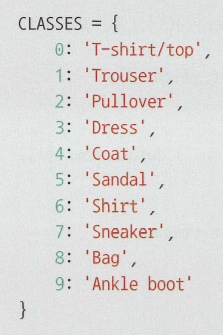 CLASSES = {
    0: 'T-shirt/top',
    1: 'Trouser',
    2: 'Pullover',
    3: 'Dress',
    4: 'Coat',
    5: 'Sandal',
    6: 'Shirt',
    7: 'Sneaker',
    8: 'Bag',
    9: 'Ankle boot'
}